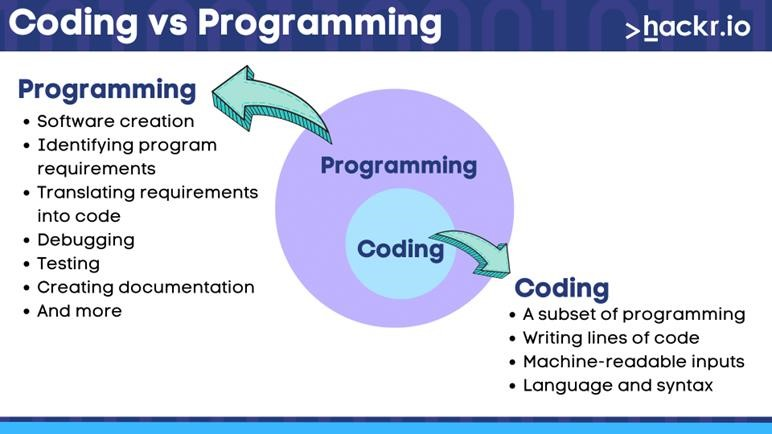 Coding vs Programming
>hackr.io
Programming
• Software creation
• Identifying program
requirements
• Translating requirements
into code
• Debugging
• Testing
• Creating documentation
• And more
Programming
Coding
Coding
• A subset of programming
• Writing lines of code
• Machine-readable inputs
• Language and syntax